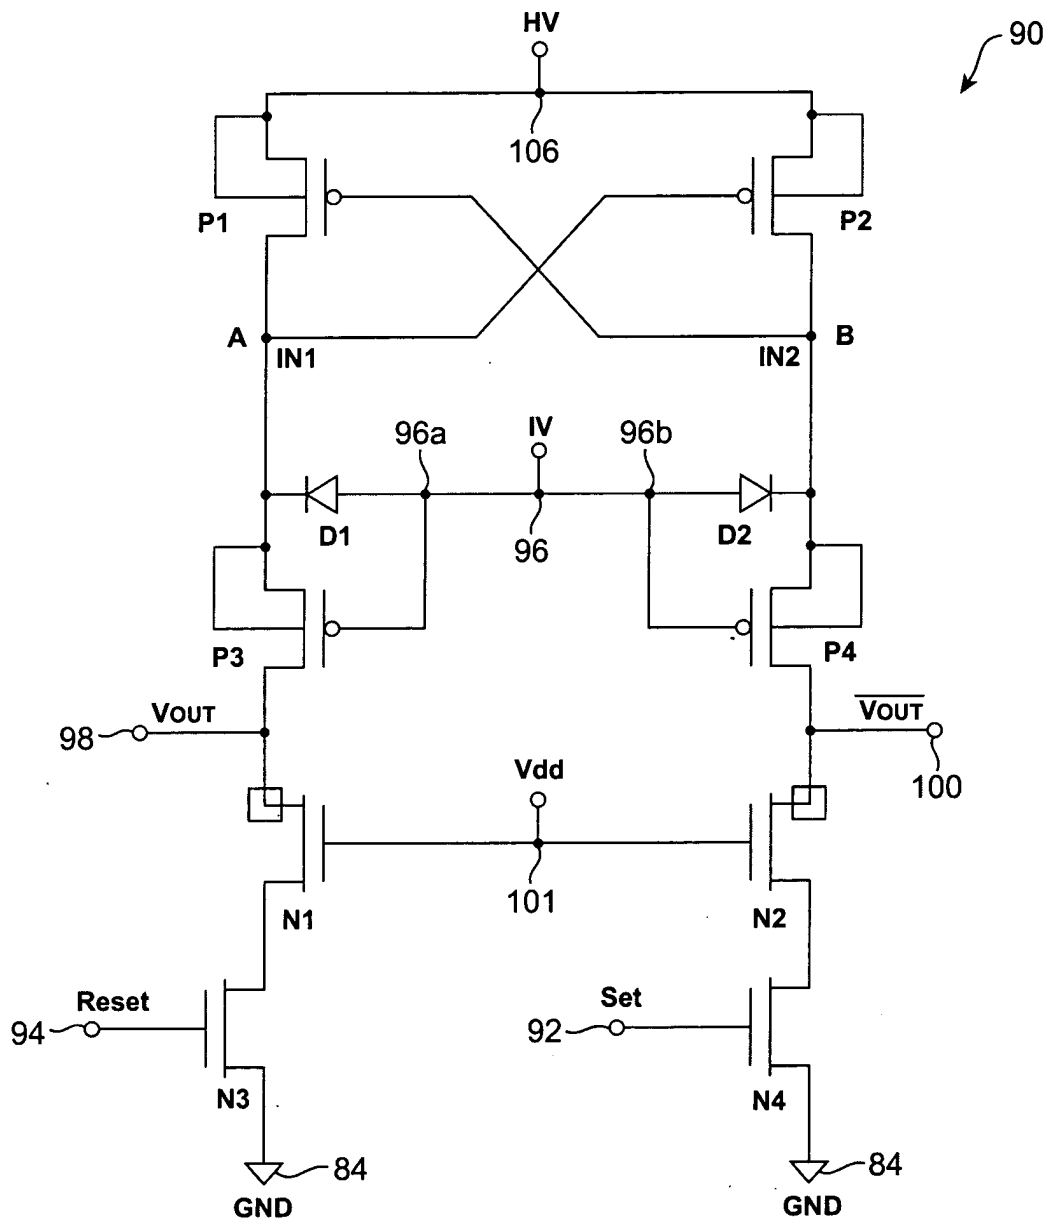 HV
90
106
P1
P2
A
IN1
IN2
B
96a
IV
96b
D1
96
D2
P3
P4
VOUT
VOUT
98
Vdd
100
101
N1
N2
Reset
Set
94
92
N3
N4
84
84
GND
GND